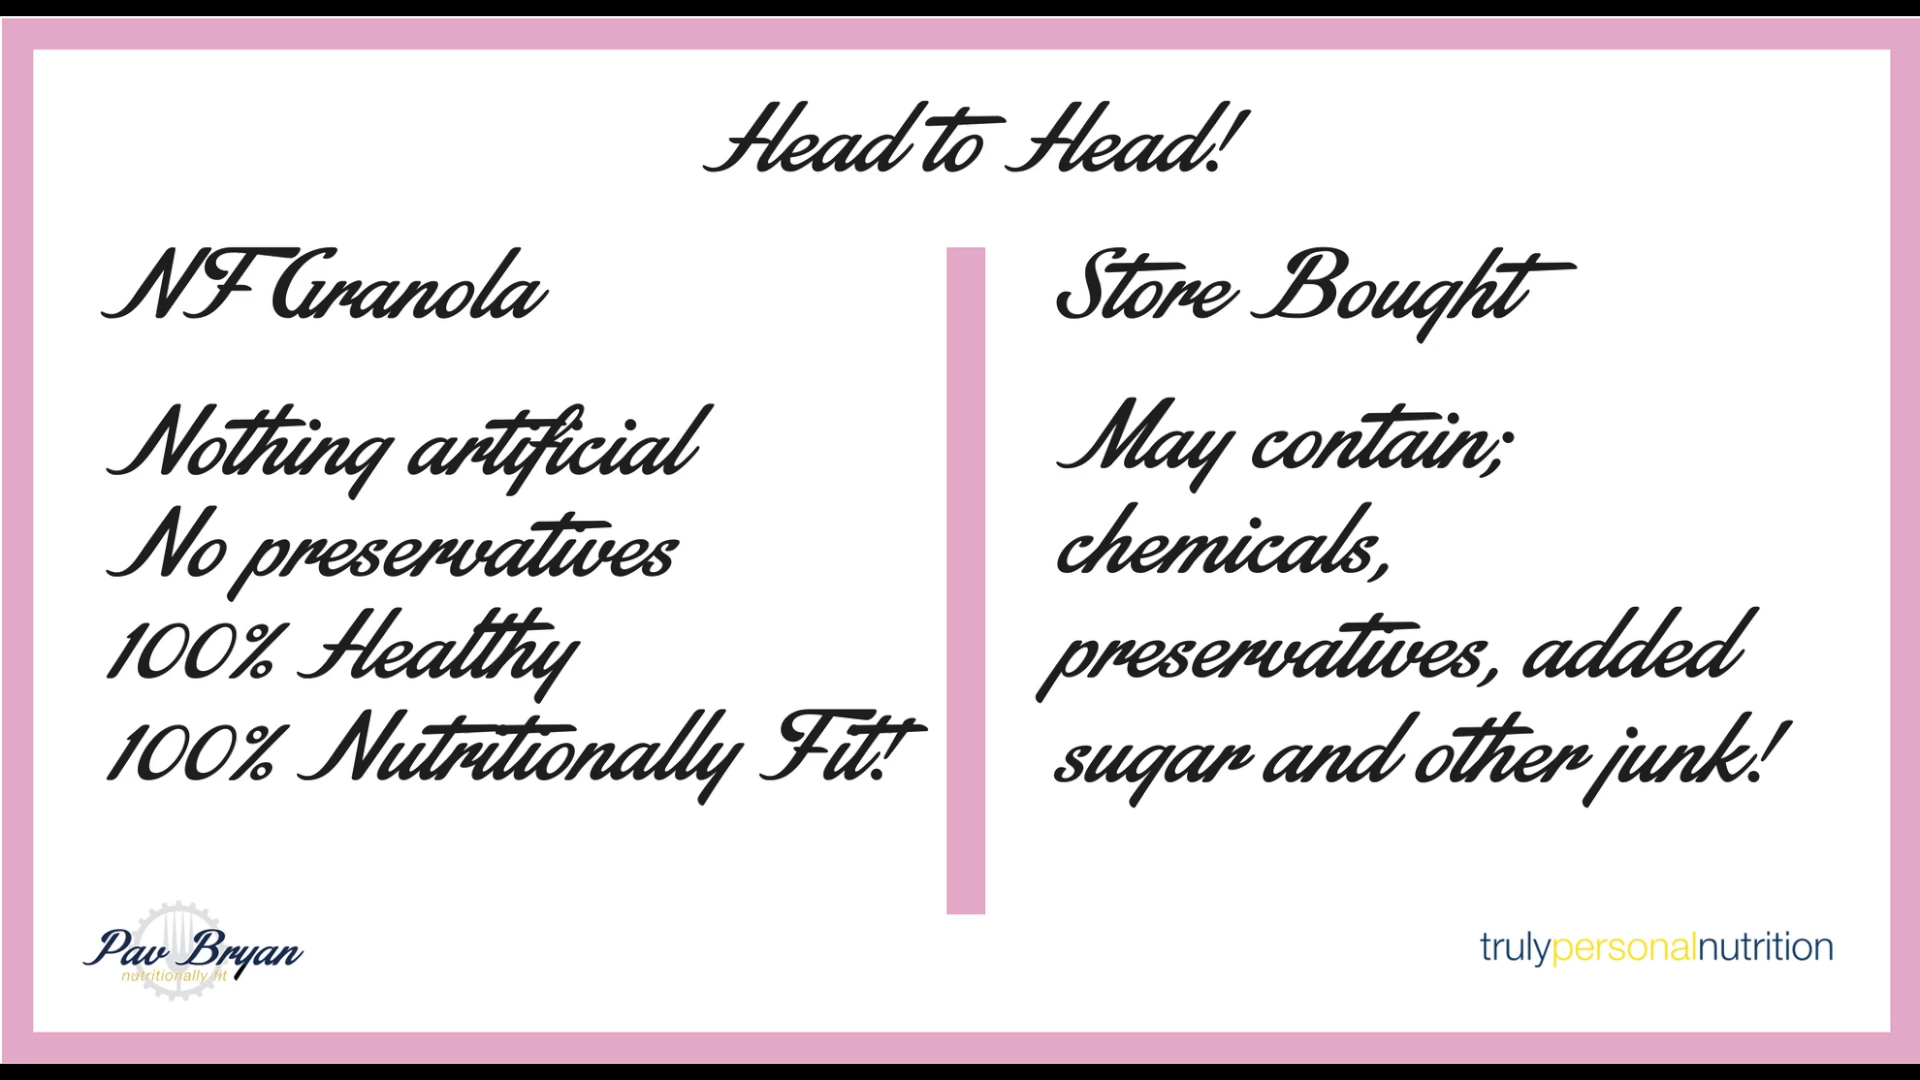 Head to Head!
NF Granola
Nothing artificial
No preservatives
100% Healthy
100% Nutritionally Fit!
Store Bought
May contain;
chemicals,
preservatives, added
sugar and other junk!
Pav Bryan
nutritionally fit
trulypersonalnutrition